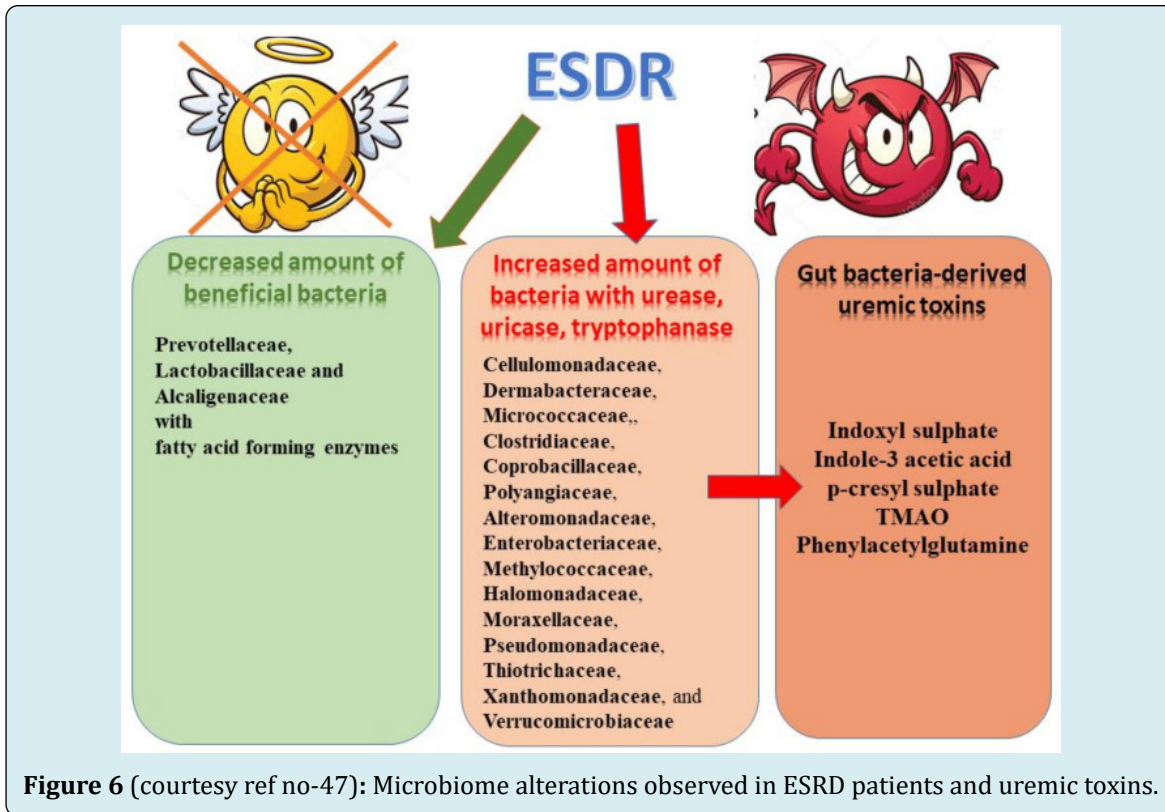 ESDR
Decreased amount of
beneficial bacteria
Prevotellaceae,
Lactobacillaceae and
Alcaligenaceae
with
fatty acid forming enzymes
Increased amount of
bacteria with urease,
uricase, tryptophanase
Cellulomonadaceae,
Dermabacteraceae,
Micrococcaceae,,
Clostridiaceae,
Coprobacillaceae,
Polyangiaceae,
Alteromonadaceae,
Enterobacteriaceae,
Methylococcaceae,
Halomonadaceae,
Moraxellaceae,
Pseudomonadaceae,
Thiotrichaceae,
Xanthomonadaceae, and
Verrucomicrobiaceae
Gut bacteria-derived
uremic toxins
Indoxyl sulphate
Indole-3 acetic acid
p-cresyl sulphate
TMAO
Phenylacetylglutamine
Figure 6 (courtesy ref no-47): Microbiome alterations observed in ESRD patients and uremic toxins.